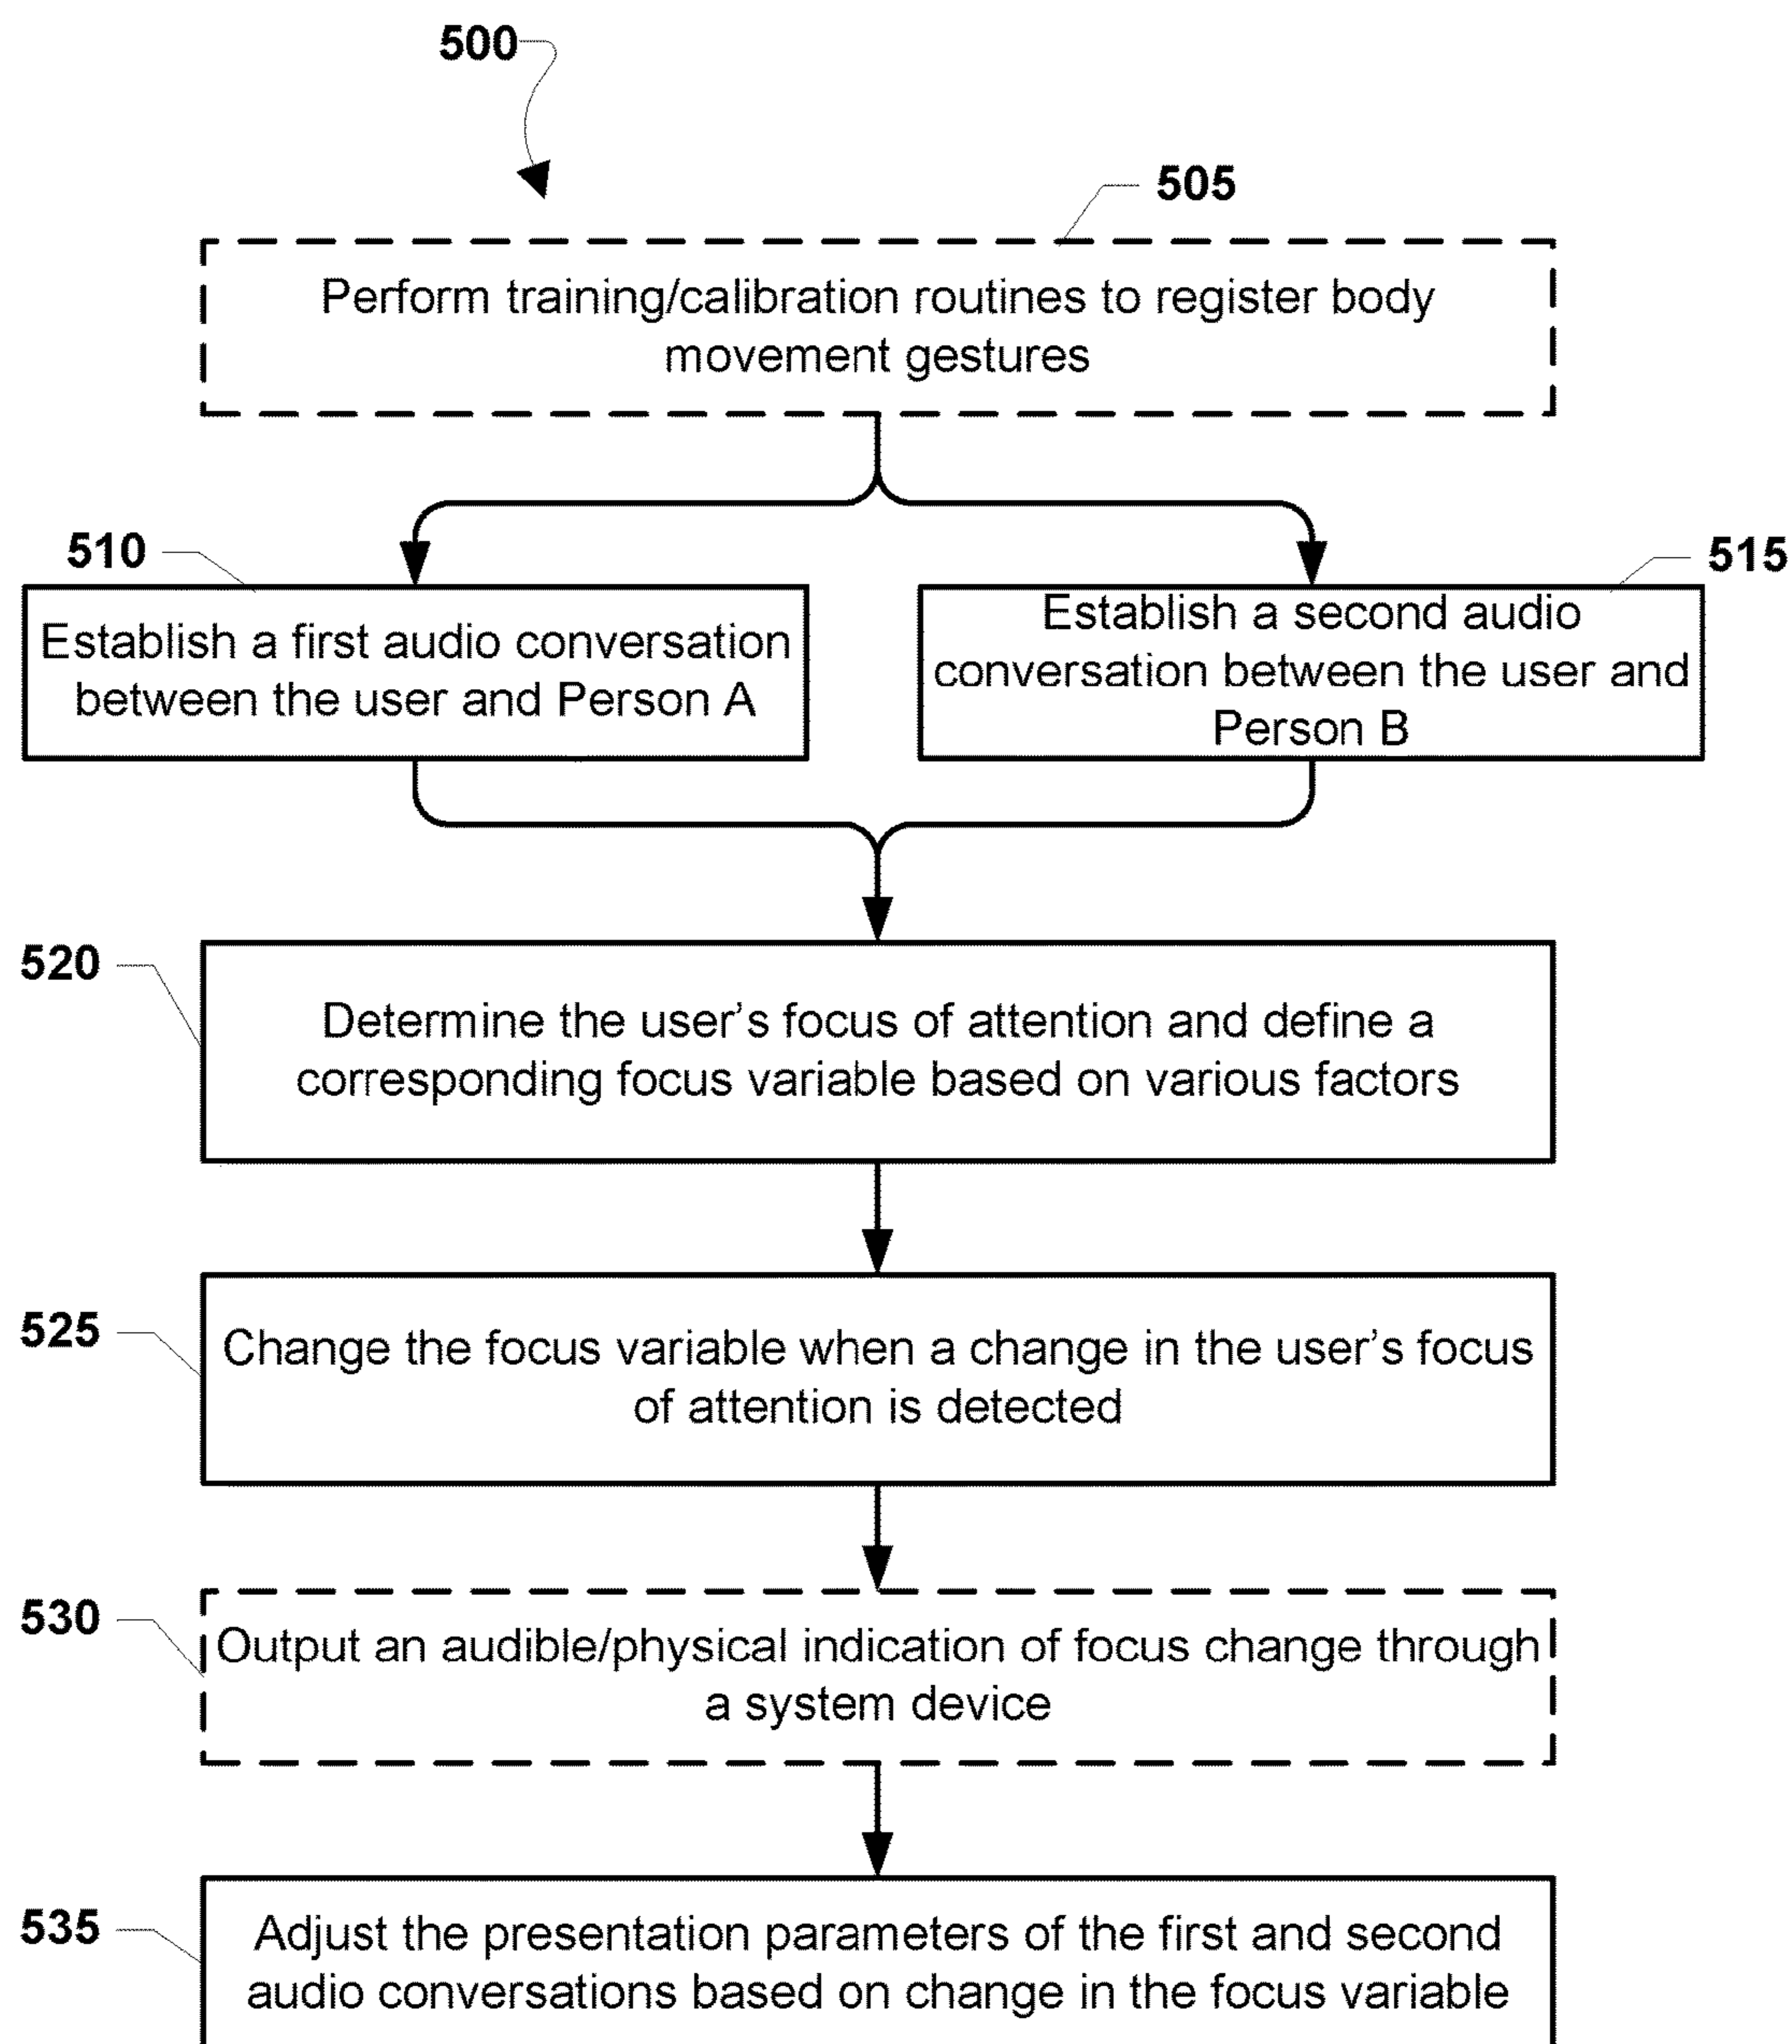 500
505
Perform training/calibration routines to register body
movement gestures
510
Establish a first audio conversation
between the user and Person A
515
Establish a second audio
conversation between the user and
Person B
520
Determine the user’s focus of attention and define a
corresponding focus variable based on various factors
525
Change the focus variable when a change in the user’s focus
of attention is detected
530
Output an audible/physical indication of focus change through
a system device
535
Adjust the presentation parameters of the first and second
audio conversations based on change in the focus variable